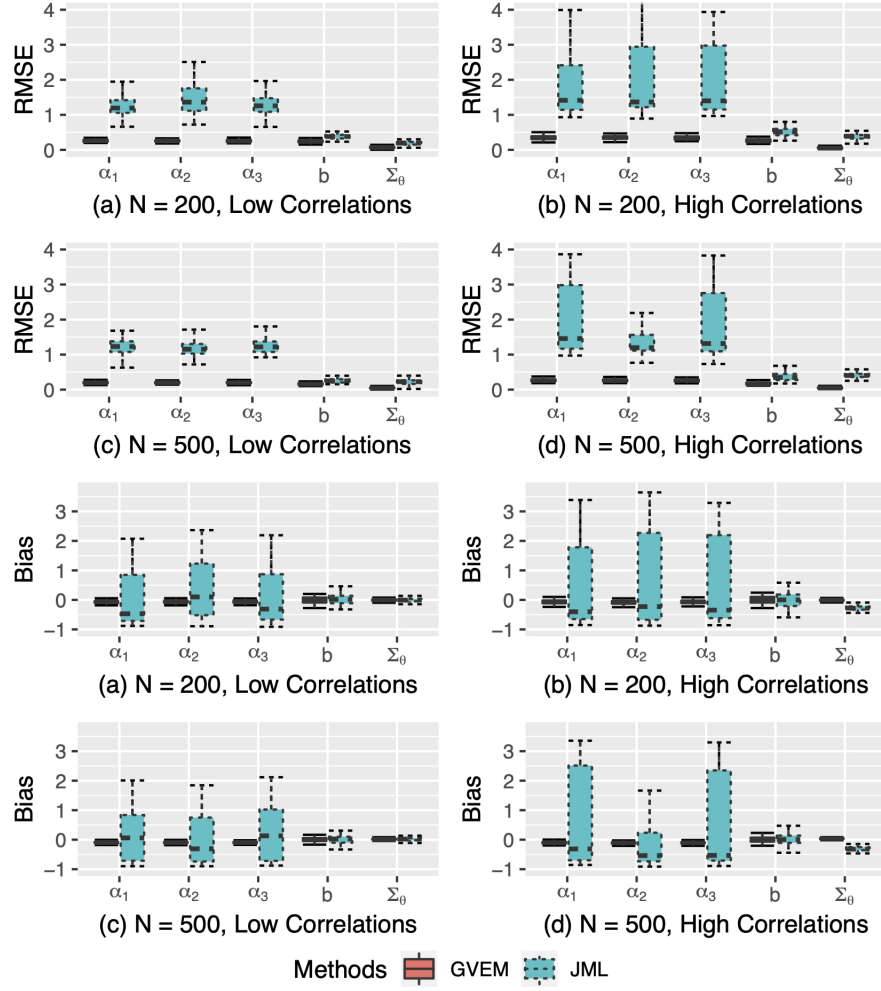 RMSE
4
3
2
1
0
α₁ α₂ α₃ b Σθ
(a) N = 200, Low Correlations
RMSE
4
3
2
1
0
α₁ α₂ α₃ b Σθ
(b) N = 200, High Correlations
RMSE
4
3
2
1
0
α₁ α₂ α₃ b Σθ
(c) N = 500, Low Correlations
RMSE
4
3
2
1
0
α₁ α₂ α₃ b Σθ
(d) N = 500, High Correlations
Bias
3
2
1
0
−1
α₁ α₂ α₃ b Σθ
(a) N = 200, Low Correlations
Bias
3
2
1
0
−1
α₁ α₂ α₃ b Σθ
(b) N = 200, High Correlations
Bias
3
2
1
0
−1
α₁ α₂ α₃ b Σθ
(c) N = 500, Low Correlations
Bias
3
2
1
0
−1
α₁ α₂ α₃ b Σθ
(d) N = 500, High Correlations
Methods GVEM JML